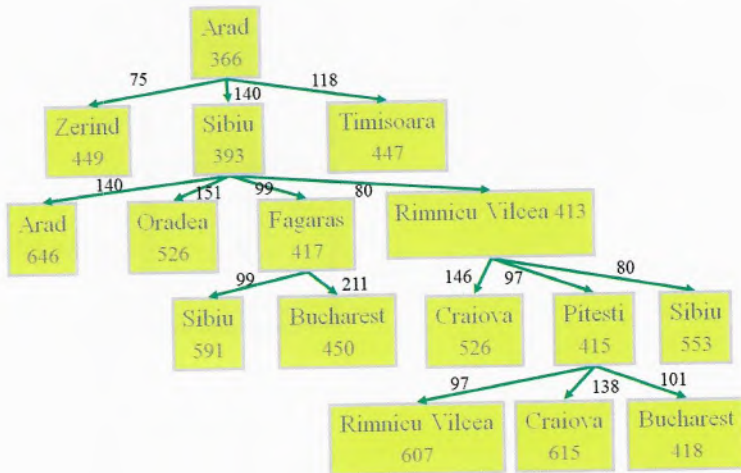 Arad
366
75
140
118
Zerind
449
Sibiu
393
Timisoara
447
140
151
99
80
Arad
646
Oradea
526
Fagaras
417
Rimnicu Vilcea 413
99
211
146
97
80
Sibiu
591
Bucharest
450
Craiova
526
Pitesti
415
Sibiu
553
97
138
101
Rimnicu Vilcea
607
Craiova
615
Bucharest
418